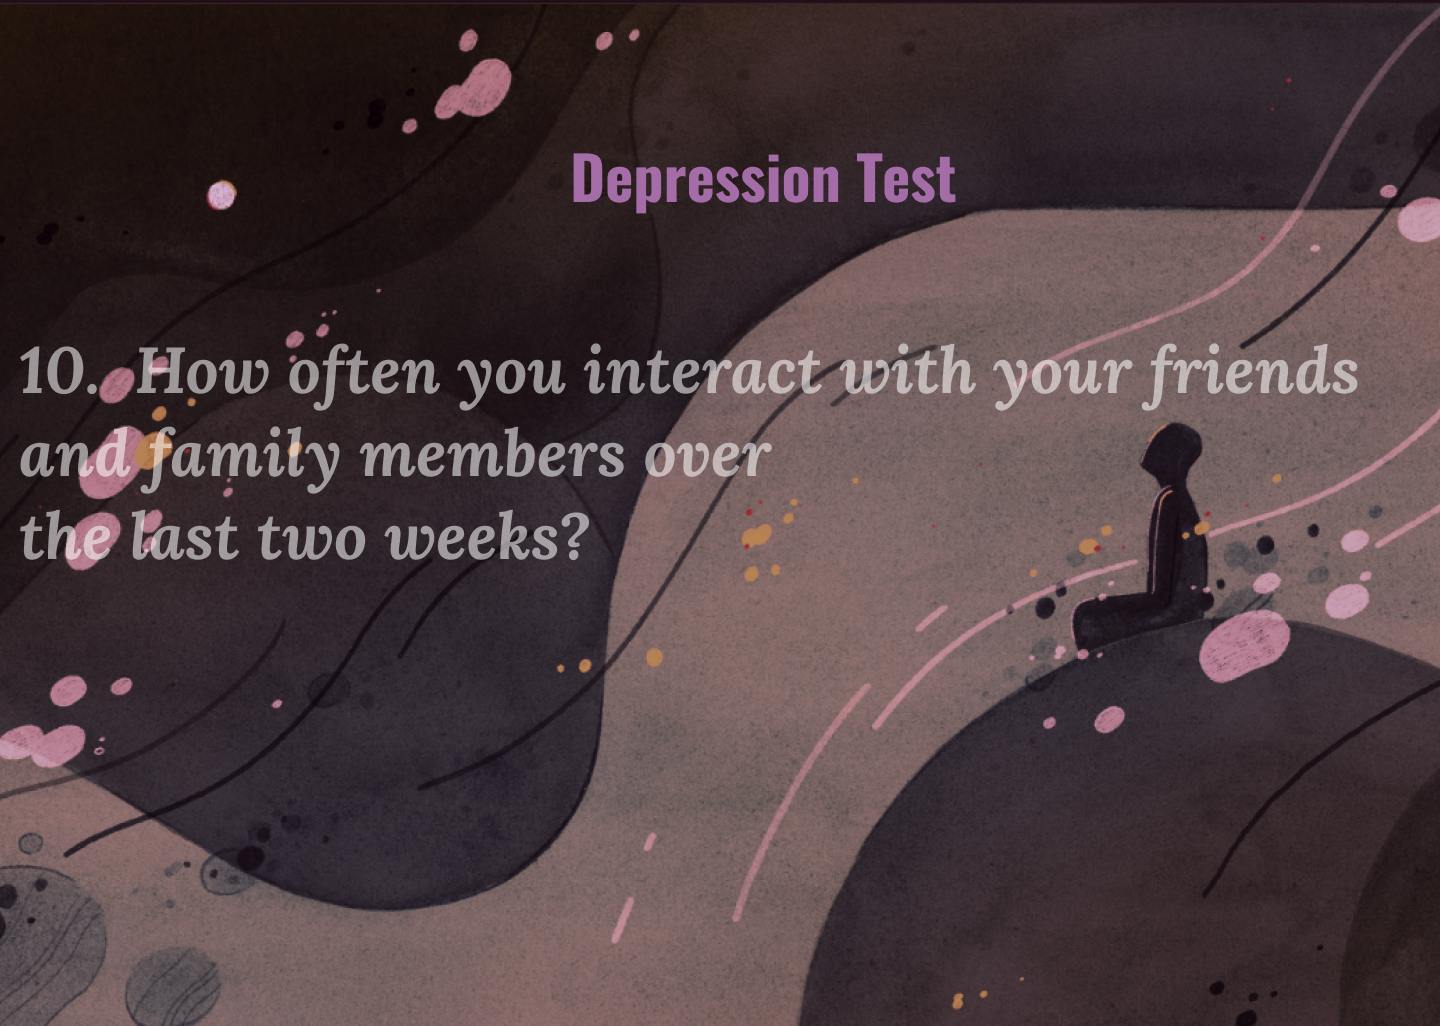 Depression Test
10. How often you interact with your friends
and family members over
the last two weeks?